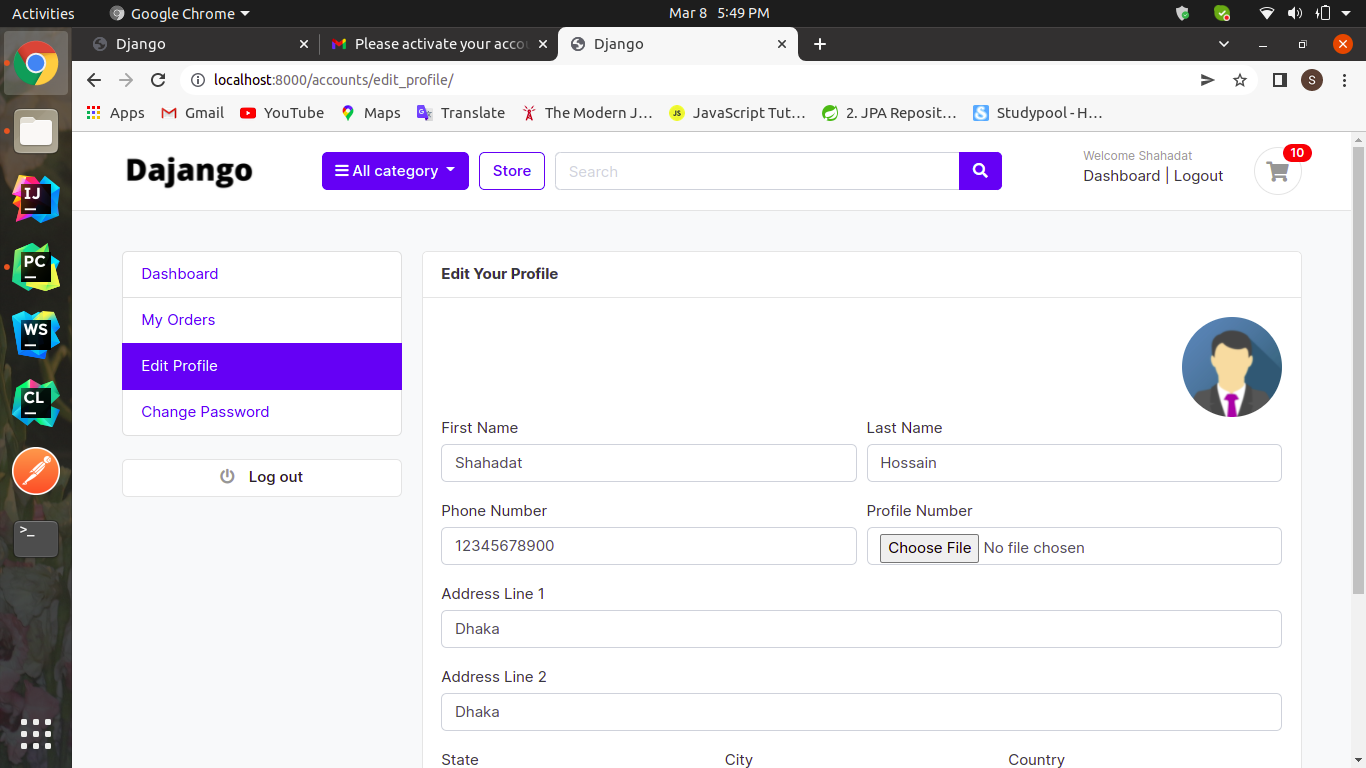 Activities Google Chrome Mar 8 5:49 PM
Django Please activate your accou Django
localhost:8000/accounts/edit_profile/ S
Apps Gmail YouTube Maps Translate The Modern J... JS JavaScript Tut... 2. JPA Reposit... Studypool - H...
Dajango All category Store Search Welcome Shahadat 10
Dashboard | Logout
IJ
PC
WS
CL
>_
Dashboard
My Orders
Edit Profile
Change Password
Log out
Edit Your Profile
First Name Last Name
Shahadat Hossain
Phone Number Profile Number
12345678900 Choose File No file chosen
Address Line 1
Dhaka
Address Line 2
Dhaka
State City Country